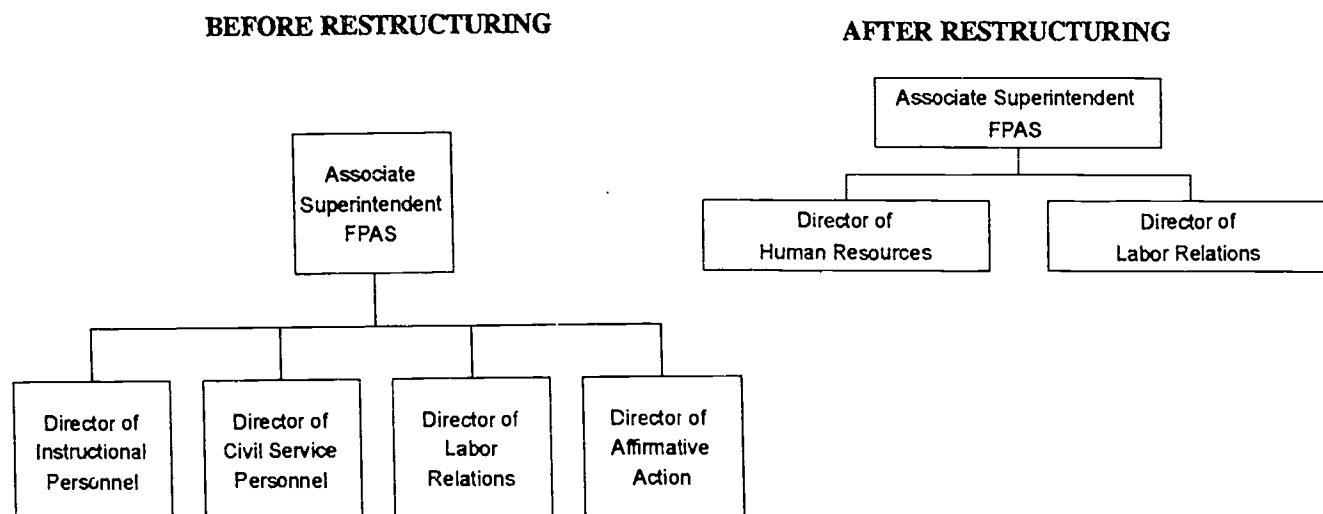 BEFORE RESTRUCTURING
Associate
Superintendent
FPAS
Director of
Instructional
Personnel
Director of
Civil Service
Personnel
Director of
Labor
Relations
Director of
Affirmative
Action
AFTER RESTRUCTURING
Associate Superintendent
FPAS
Director of
Human Resources
Director of
Labor Relations